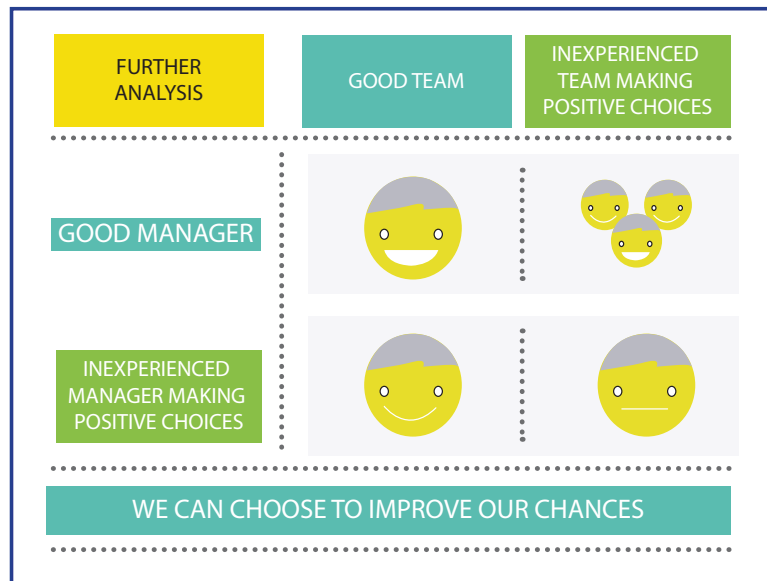 FURTHER
ANALYSIS
GOOD TEAM
INEXPERIENCED
TEAM MAKING
POSITIVE CHOICES
GOOD MANAGER
INEXPERIENCED
MANAGER MAKING
POSITIVE CHOICES
WE CAN CHOOSE TO IMPROVE OUR CHANCES